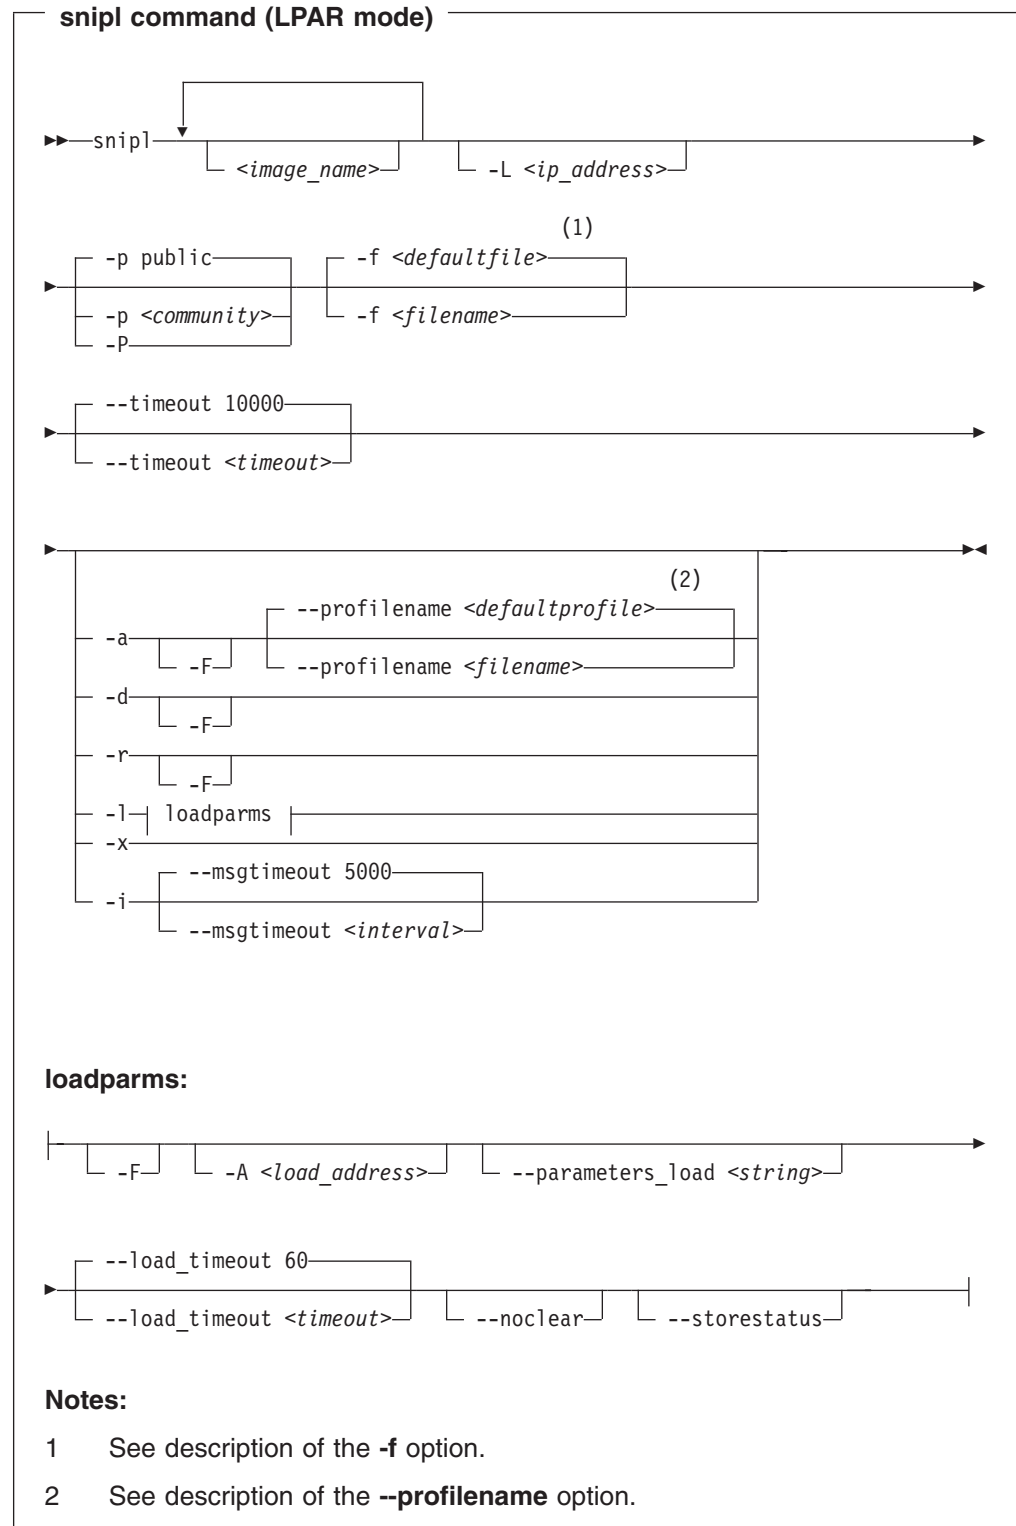 snipl command (LPAR mode)
snipl
<image_name>
-L <ip_address>
(1)
-p public
-f <defaultfile>
-p <community>
-f <filename>
-P
--timeout 10000
--timeout <timeout>
(2)
--profilename <defaultprofile>
-a
-F
--profilename <filename>
-d
-F
-r
-F
-l
loadparms
-x
--msgtimeout 5000
-i
--msgtimeout <interval>
loadparms:
-F
-A <load_address>
--parameters_load <string>
--load_timeout 60
--load_timeout <timeout>
--noclear
--storestatus
Notes:
1 See description of the -f option.
2 See description of the --profilename option.